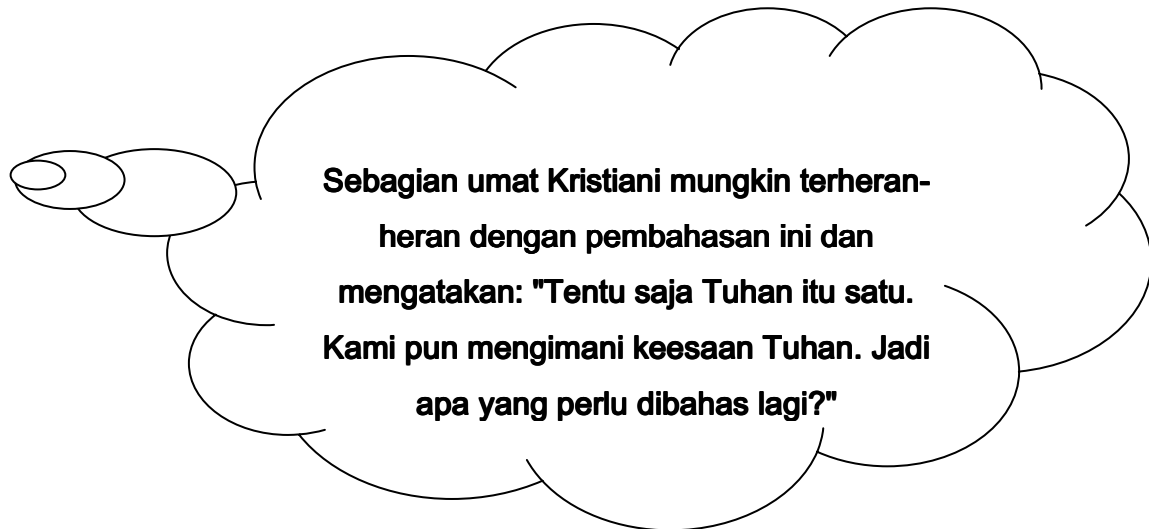 Sebagian umat Kristiani mungkin terheran-
heran dengan pembahasan ini dan
mengatakan: "Tentu saja Tuhan itu satu.
Kami pun mengimani keesaan Tuhan. Jadi
apa yang perlu dibahas lagi?"